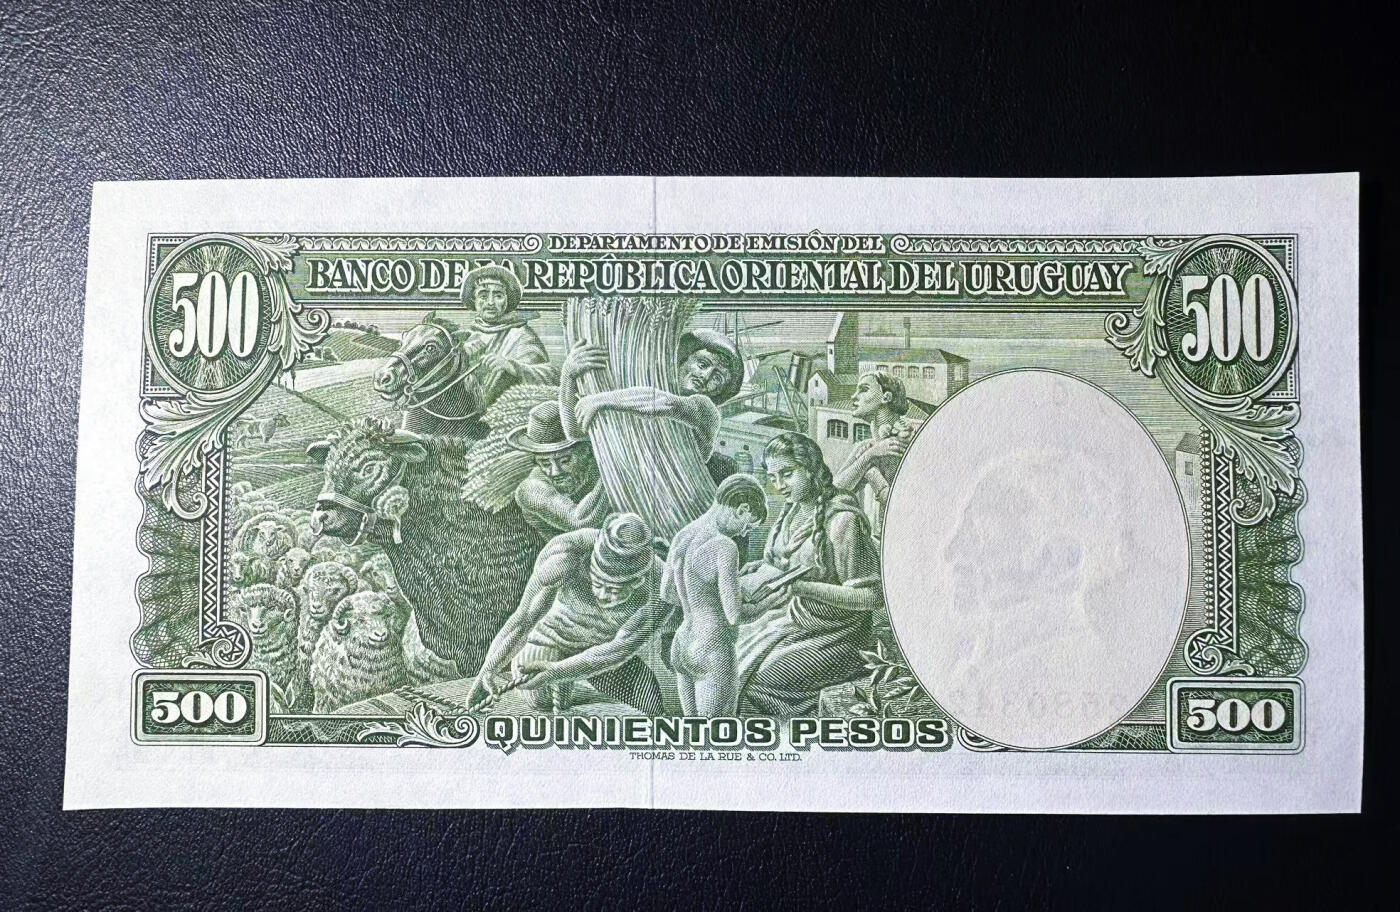 DEPARTAMENTO DE EMISIÓN DEL
BANCO DE LA REPÚBLICA ORIENTAL DEL URUGUAY
500
500
500
500
QUINIENTOS PESOS
THOMAS DE LA RUE & CO. LTD.